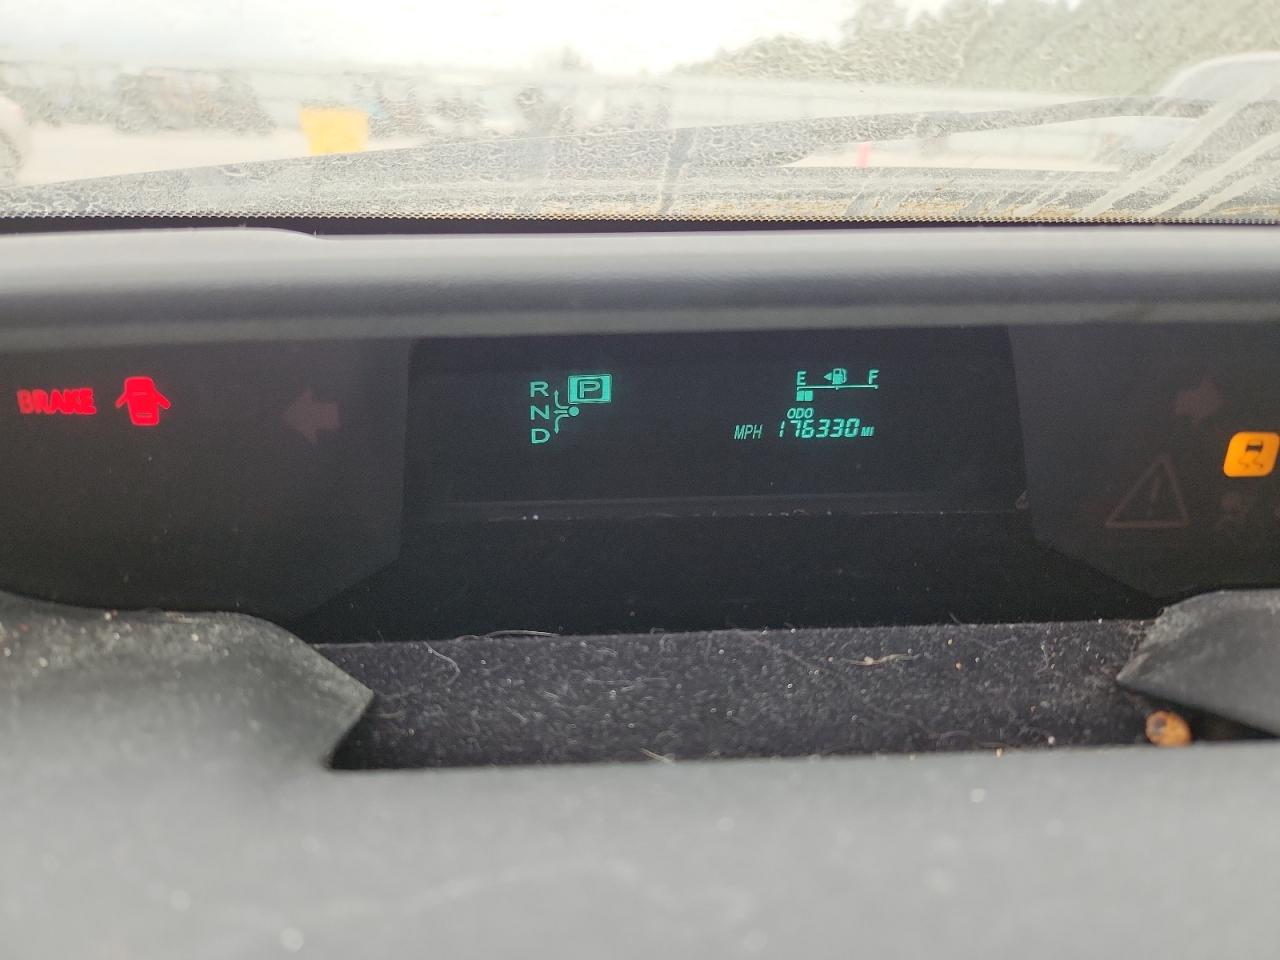 BRAKE
R P
N
D
E F
ODO
MPH 176330 MI